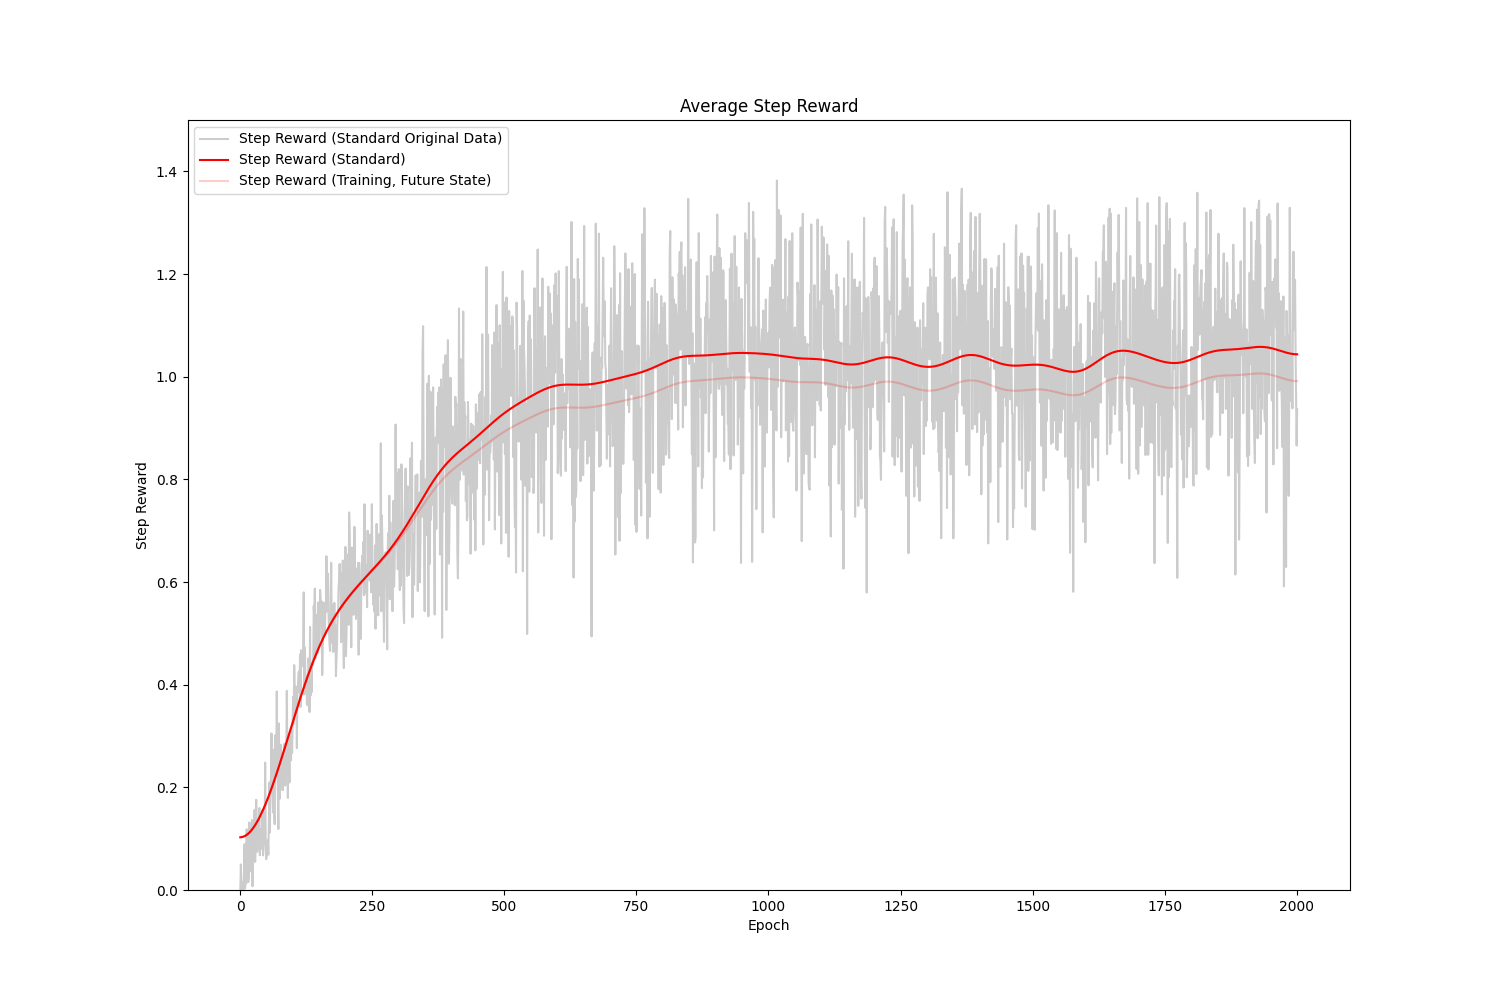 Average Step Reward
Step Reward (Standard Original Data)
Step Reward (Standard)
Step Reward (Training, Future State)
1.4
1.2
1.0
0.8
0.6
0.4
0.2
0.0
Step Reward
0 250 500 750 1000 1250 1500 1750 2000
Epoch